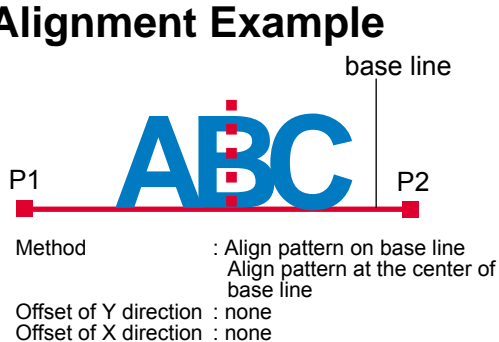 Alignment Example
base line
ABC
P1
P2
Method : Align pattern on base line
Align pattern at the center of
base line
Offset of Y direction : none
Offset of X direction : none